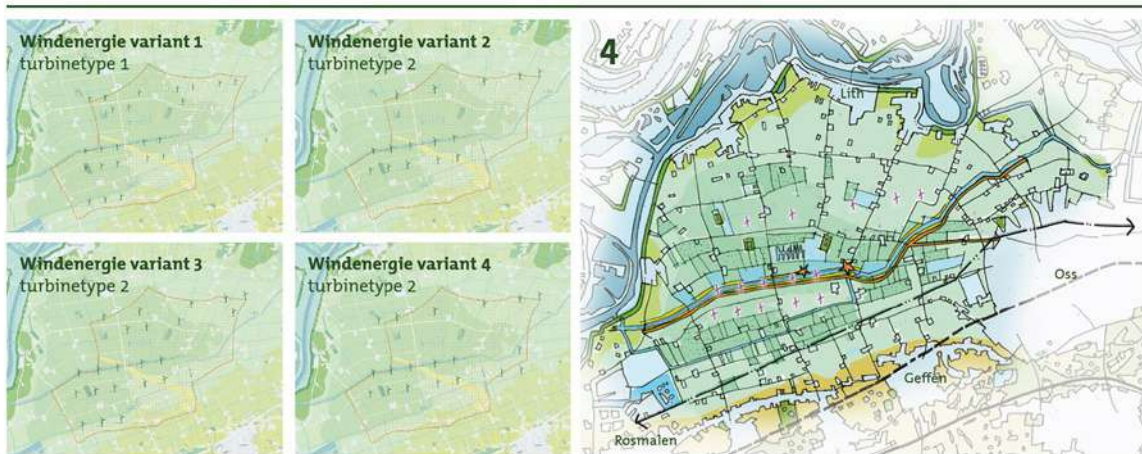 Windenergie variant 1
turbinetype 1
Windenergie variant 2
turbinetype 2
Windenergie variant 3
turbinetype 2
Windenergie variant 4
turbinetype 2
4
Lith
Oss
Geffen
Rosmalen